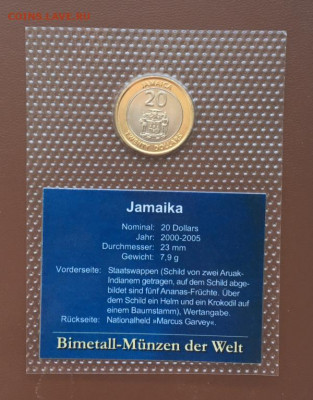 COINS.LAVE.RU
JAMAICA
20
TWENTY DOLLARS
Jamaika
Nominal: 20 Dollars
Jahr: 2000-2005
Durchmesser: 23 mm
Gewicht: 7,9 g
Vorderseite: Staatswappen (Schild von zwei Aruak-
Indianern getragen, auf dem Schild abge-
bildet sind fünf Ananas-Früchte. Über
dem Schild ein Helm und ein Krokodil auf
einem Baumstamm), Wertangabe.
Rückseite: Nationalheld »Marcus Garvey«.
Bimetall-Münzen der Welt